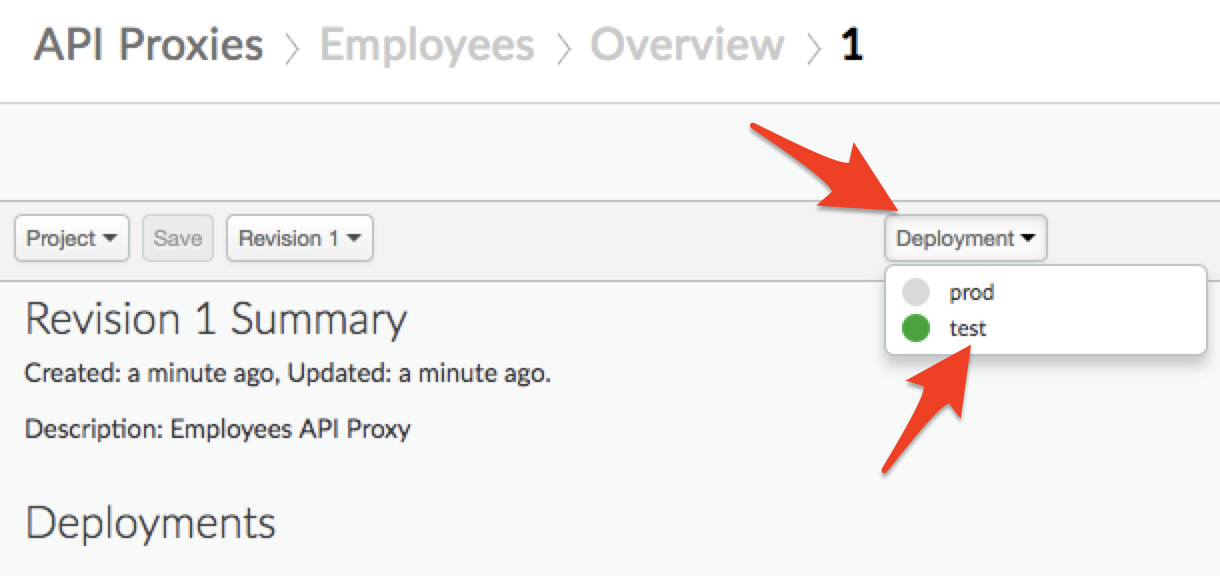 API Proxies > Employees > Overview > 1
Project Save Revision 1 Deployment
prod
test
Revision 1 Summary
Created: a minute ago, Updated: a minute ago.
Description: Employees API Proxy
Deployments